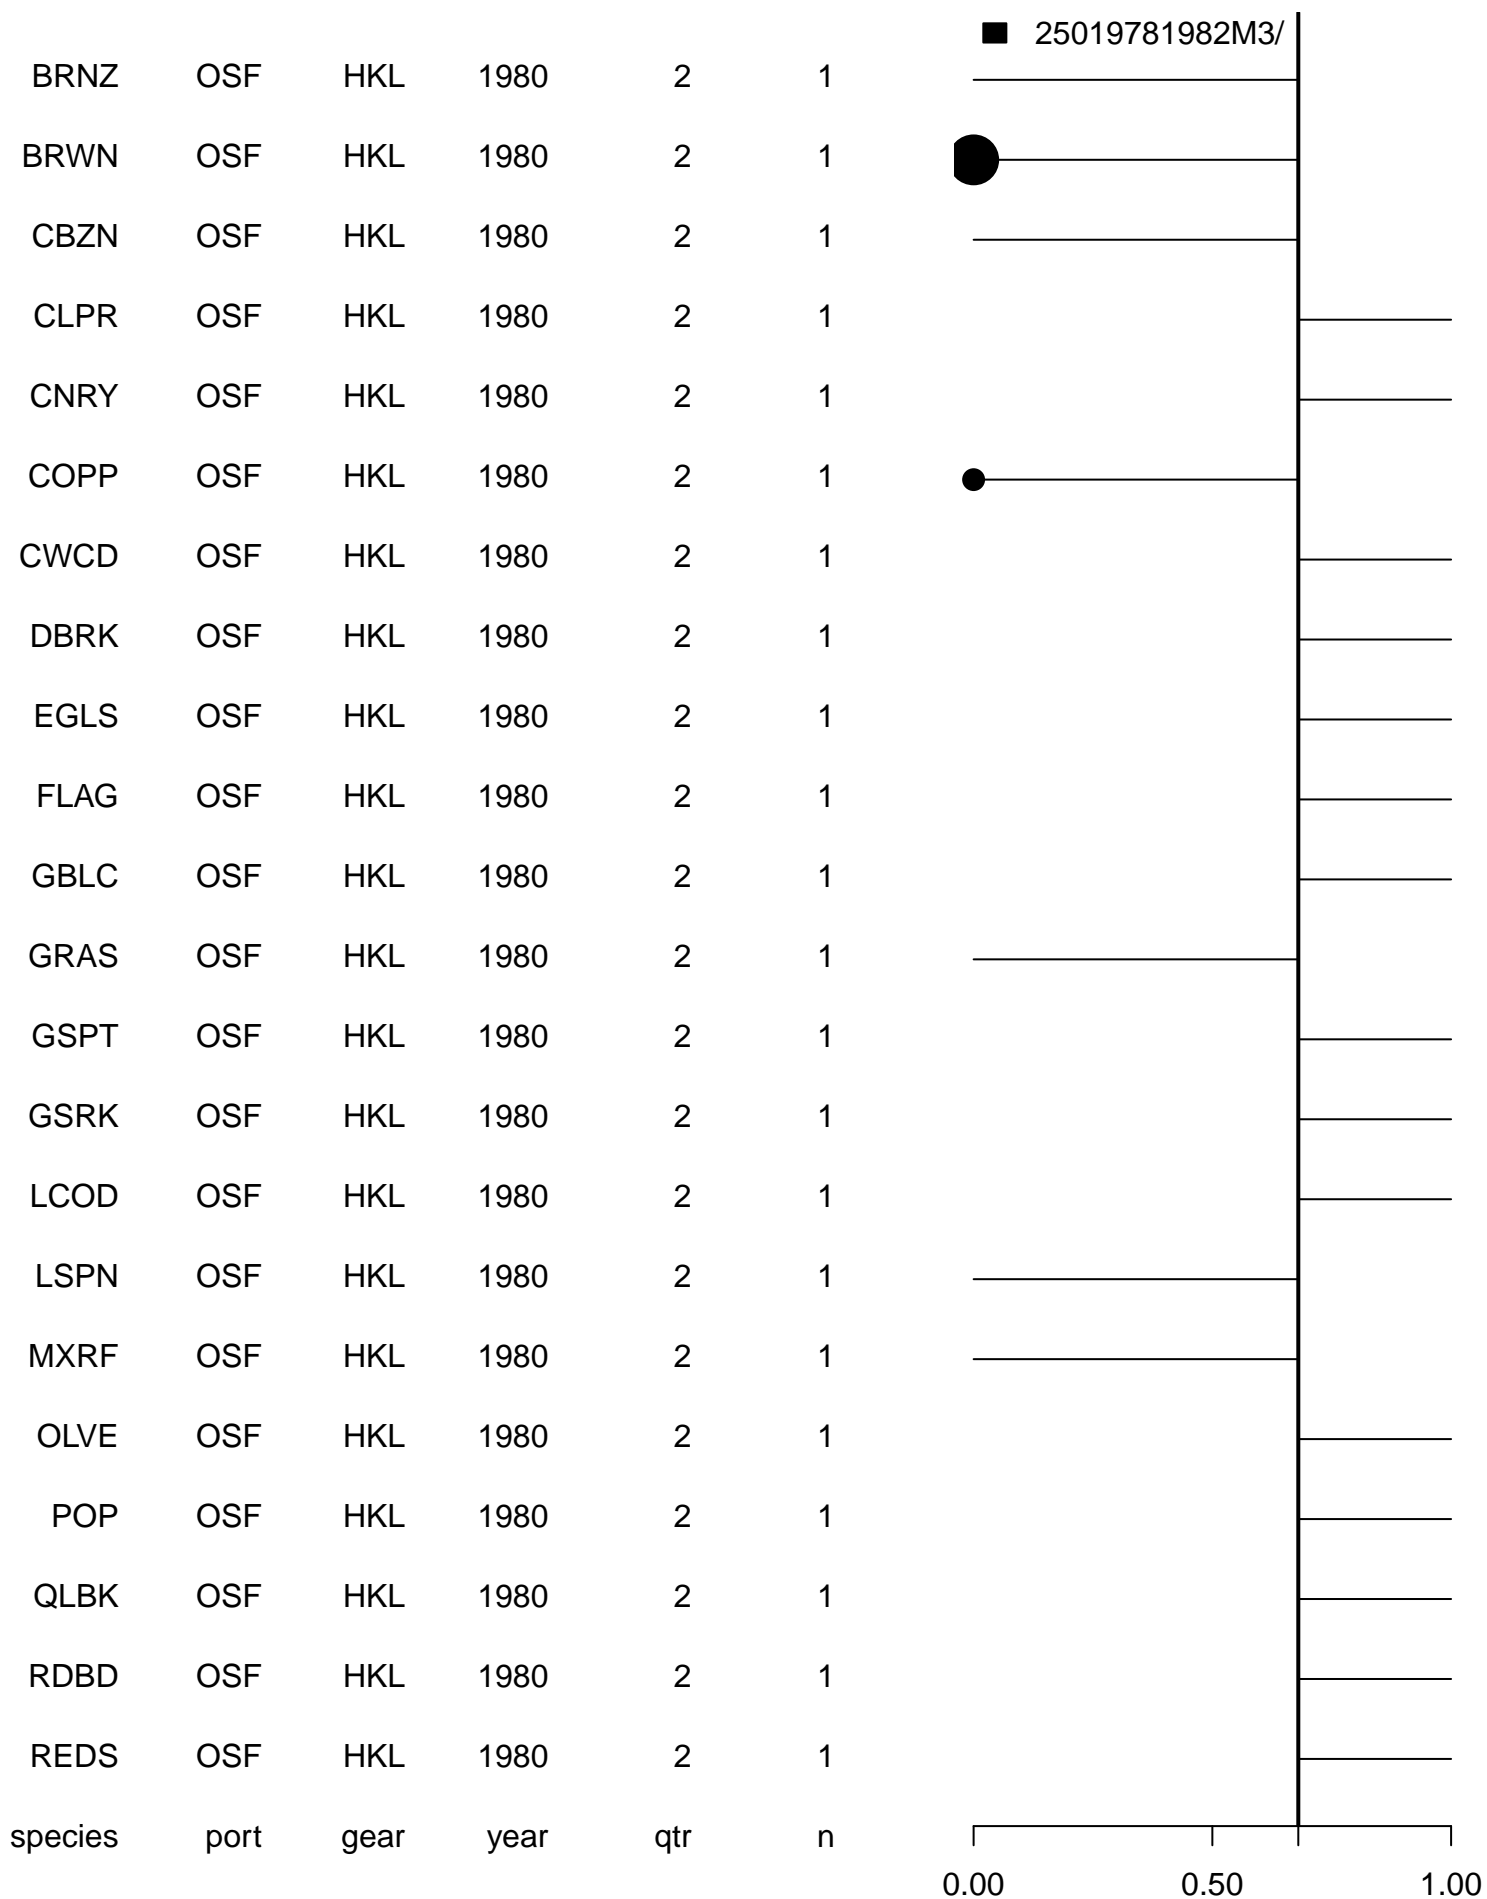 25019781982M3/
BRNZ OSF HKL 1980 2 1
BRWN OSF HKL 1980 2 1
CBZN OSF HKL 1980 2 1
CLPR OSF HKL 1980 2 1
CNRY OSF HKL 1980 2 1
COPP OSF HKL 1980 2 1
CWCD OSF HKL 1980 2 1
DBRK OSF HKL 1980 2 1
EGLS OSF HKL 1980 2 1
FLAG OSF HKL 1980 2 1
GBLC OSF HKL 1980 2 1
GRAS OSF HKL 1980 2 1
GSPT OSF HKL 1980 2 1
GSRK OSF HKL 1980 2 1
LCOD OSF HKL 1980 2 1
LSPN OSF HKL 1980 2 1
MXRF OSF HKL 1980 2 1
OLVE OSF HKL 1980 2 1
POP OSF HKL 1980 2 1
QLBK OSF HKL 1980 2 1
RDBD OSF HKL 1980 2 1
REDS OSF HKL 1980 2 1
species port gear year qtr n
0.00 0.50 1.00